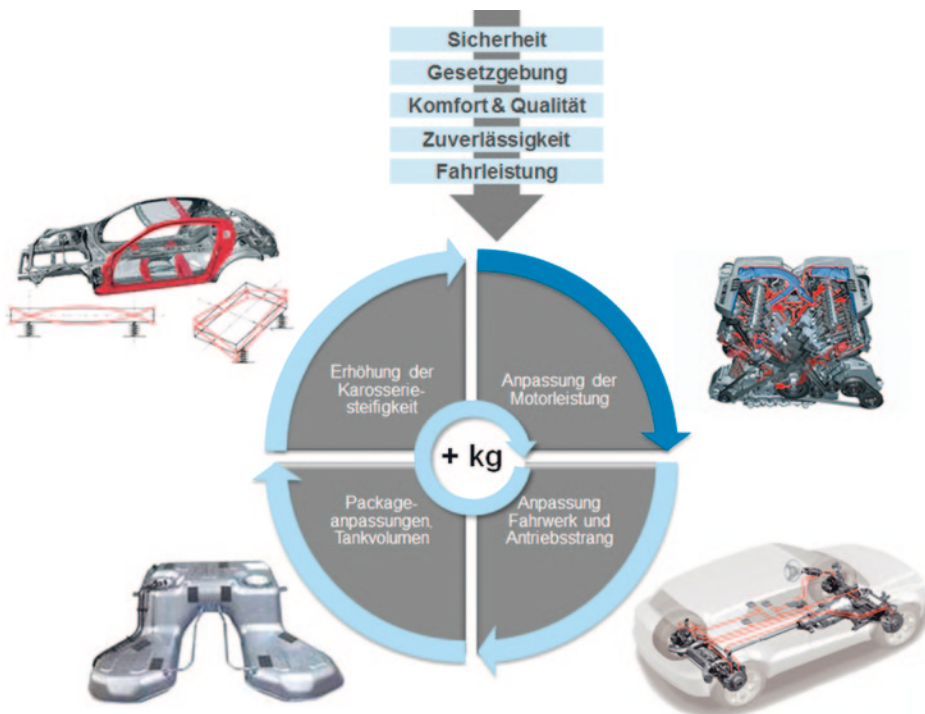 Sicherheit
Gesetzgebung
Komfort & Qualität
Zuverlässigkeit
Fahrleistung
Erhöhung der
Karosserie-
steifigkeit
Anpassung der
Motorleistung
+ kg
Package-
anpassungen,
Tankvolumen
Anpassung
Fahrwerk und
Antriebsstrang